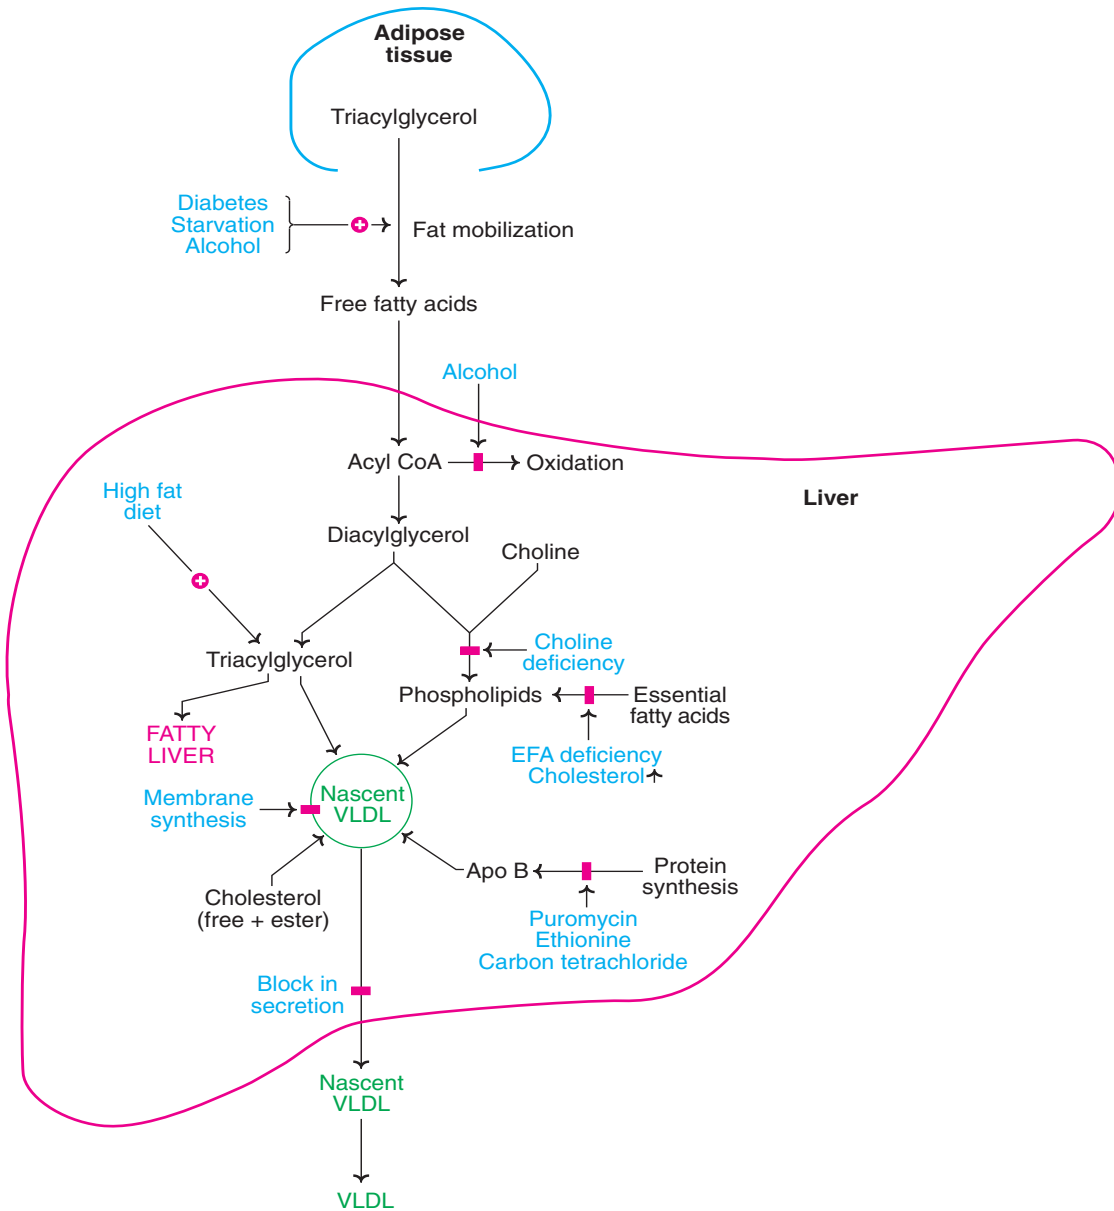 Adipose
tissue
Triacylglycerol
Diabetes
Starvation
Alcohol
Fat mobilization
Free fatty acids
Alcohol
Acyl CoA
Oxidation
Liver
High fat
diet
Diacylglycerol
Choline
Triacylglycerol
Choline
deficiency
Phospholipids
Essential
fatty acids
FATTY
LIVER
EFA deficiency
Cholesterol
Nascent
VLDL
Membrane
synthesis
Apo B
Protein
synthesis
Cholesterol
(free + ester)
Puromycin
Ethionine
Carbon tetrachloride
Block in
secretion
Nascent
VLDL
VLDL